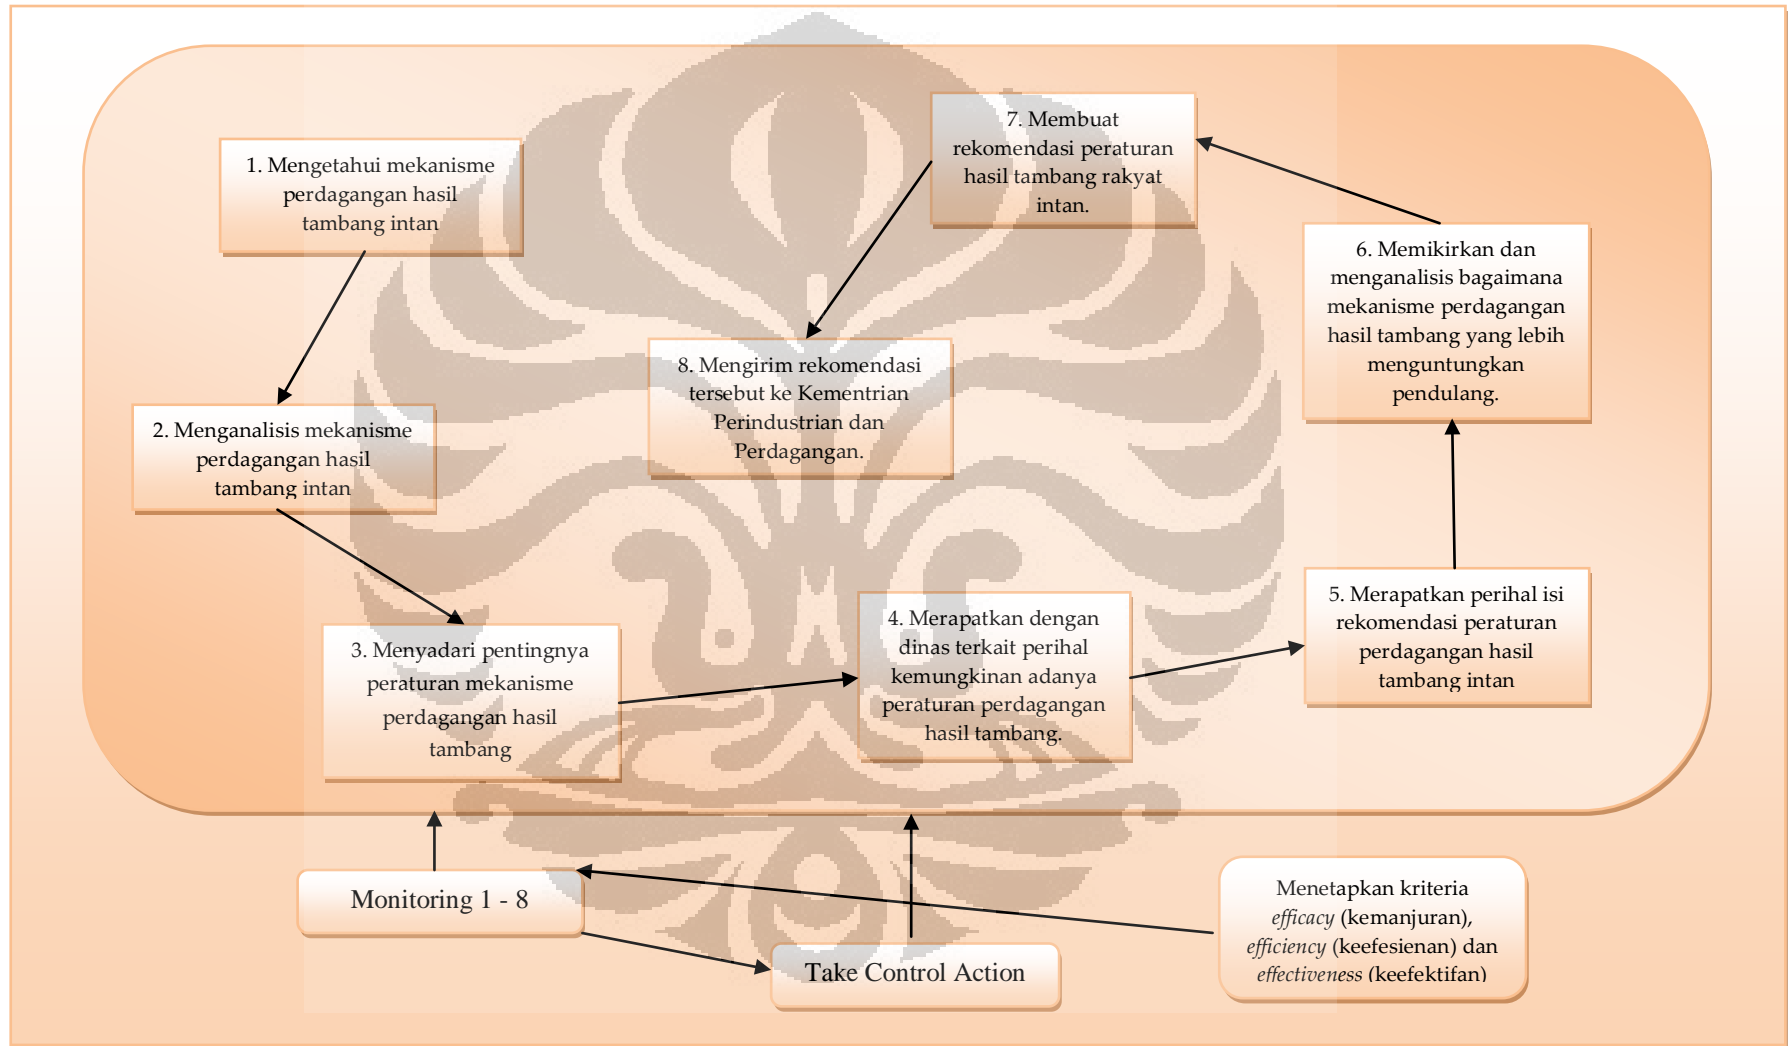 1. Mengetahui mekanisme
perdagangan hasil
tambang intan
2. Menganalisis mekanisme
perdagangan hasil
tambang intan
3. Menyadari pentingnya
peraturan mekanisme
perdagangan hasil
tambang
4. Merapatkan dengan
dinas terkait perihal
kemungkinan adanya
peraturan perdagangan
hasil tambang.
5. Merapatkan perihal isi
rekomendasi peraturan
perdagangan hasil
tambang intan
6. Memikirkan dan
menganalisis bagaimana
mekanisme perdagangan
hasil tambang yang lebih
menguntungkan
pendulang.
7. Membuat
rekomendasi peraturan
hasil tambang rakyat
intan.
8. Mengirim rekomendasi
tersebut ke Kementrian
Perindustrian dan
Perdagangan.
Monitoring 1 - 8
Take Control Action
Menetapkan kriteria
efficacy (kemanjuran),
efficiency (keefesienan) dan
effectiveness (keefektifan)